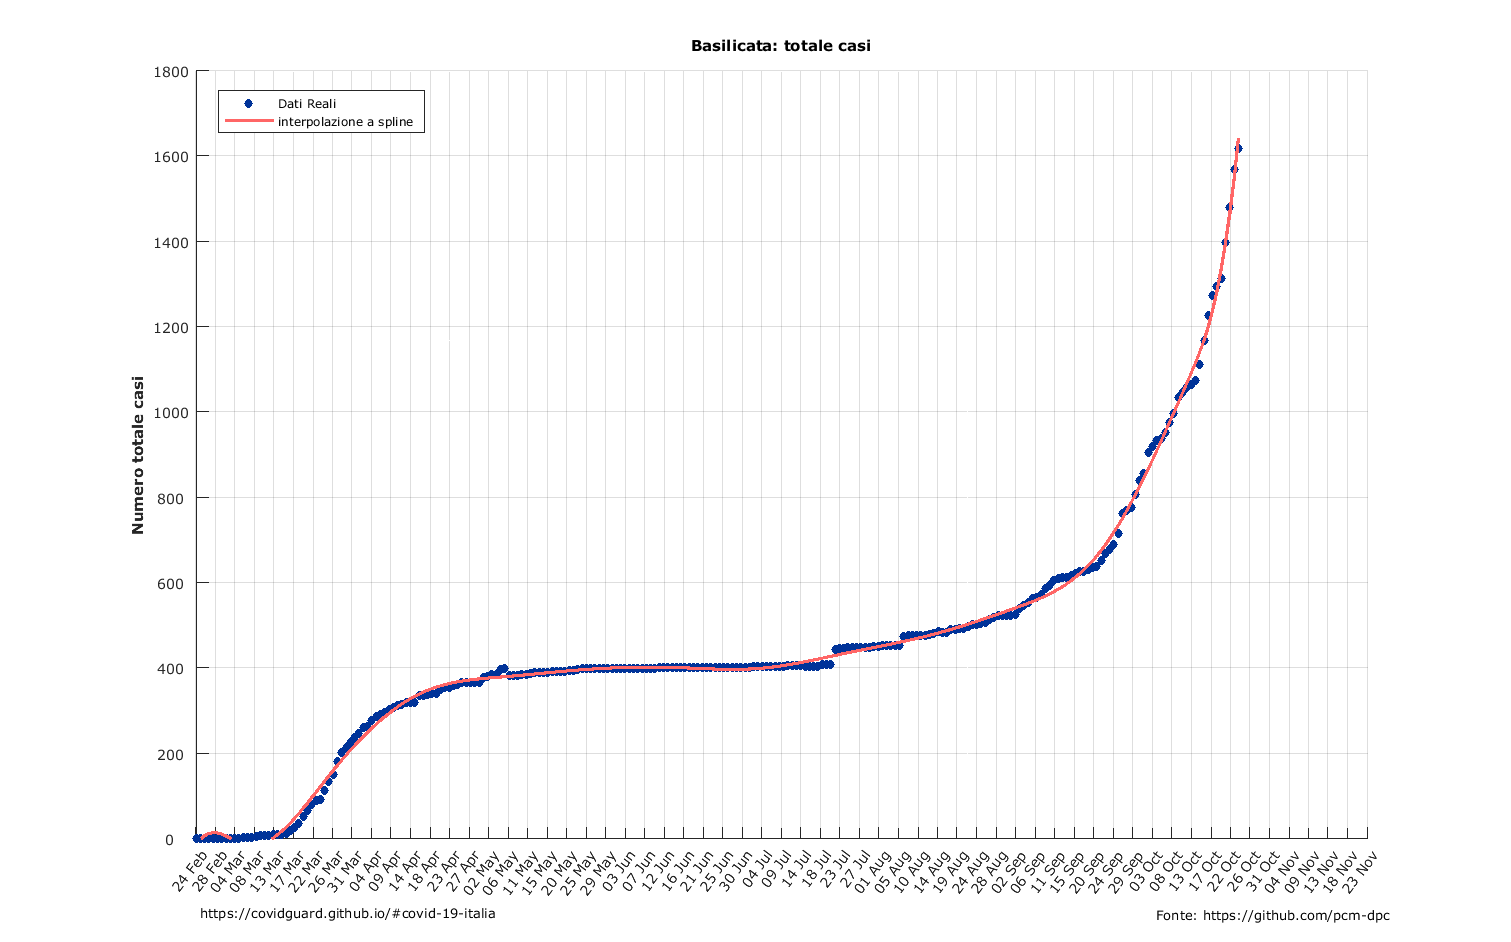 Basilicata: totale casi
1800
1600
1400
1200
1000
800
600
400
200
0
Numero totale casi
Dati Reali
interpolazione a spline
24 Feb
28 Feb
04 Mar
08 Mar
13 Mar
17 Mar
22 Mar
26 Mar
31 Mar
04 Apr
09 Apr
14 Apr
18 Apr
23 Apr
27 Apr
02 May
06 May
11 May
15 May
20 May
25 May
29 May
03 Jun
07 Jun
12 Jun
16 Jun
21 Jun
25 Jun
30 Jun
04 Jul
09 Jul
14 Jul
18 Jul
23 Jul
27 Jul
01 Aug
05 Aug
10 Aug
14 Aug
19 Aug
24 Aug
28 Aug
02 Sep
06 Sep
11 Sep
15 Sep
20 Sep
24 Sep
29 Sep
03 Oct
08 Oct
13 Oct
17 Oct
22 Oct
26 Oct
31 Oct
04 Nov
09 Nov
13 Nov
18 Nov
23 Nov
https://covidguard.github.io/#covid-19-italia
Fonte: https://github.com/pcm-dpc